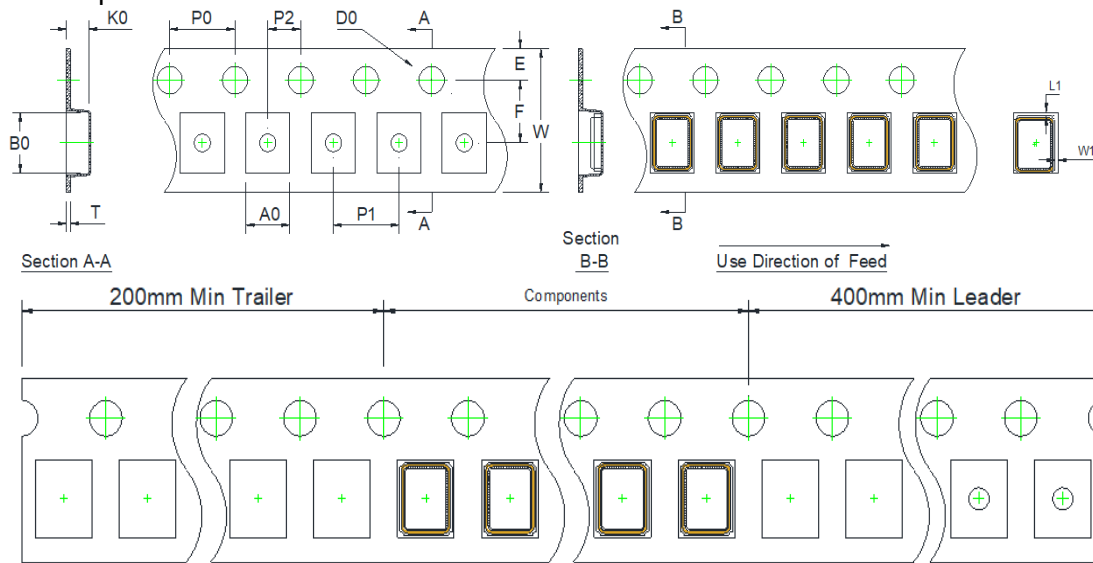 K0 P0 P2 D0 A B
E
F
W
B0
L1
W1
T A0 P1 A B
Section A-A
Section
B-B
Use Direction of Feed
200mm Min Trailer Components 400mm Min Leader